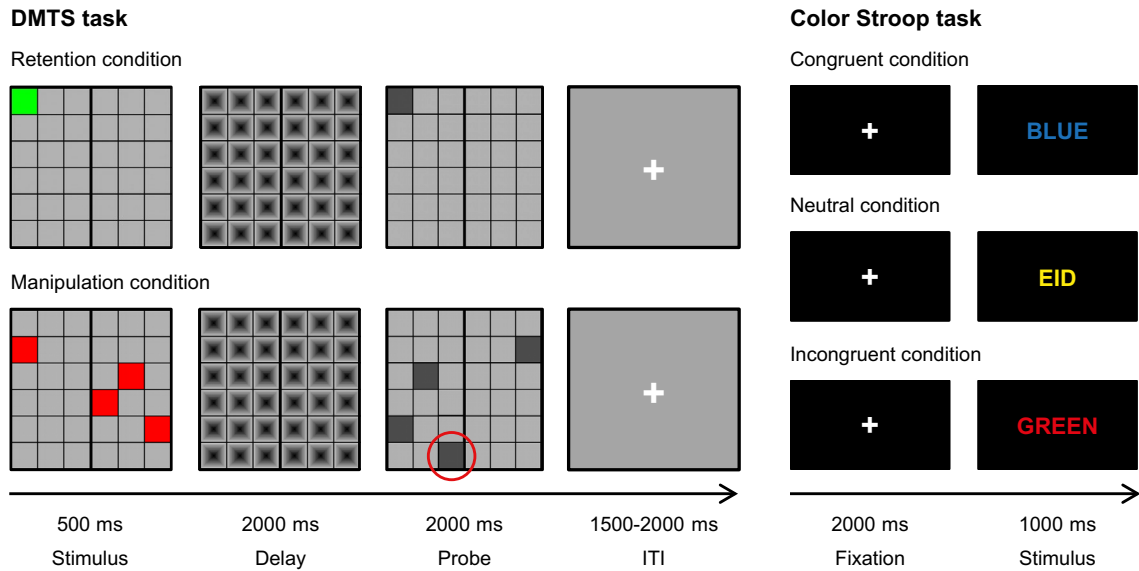 DMTS task
Retention condition
Manipulation condition
500 ms
2000 ms
2000 ms
1500-2000 ms
Stimulus
Delay
Probe
ITI
Color Stroop task
Congruent condition
BLUE
Neutral condition
EID
Incongruent condition
GREEN
2000 ms
1000 ms
Fixation
Stimulus